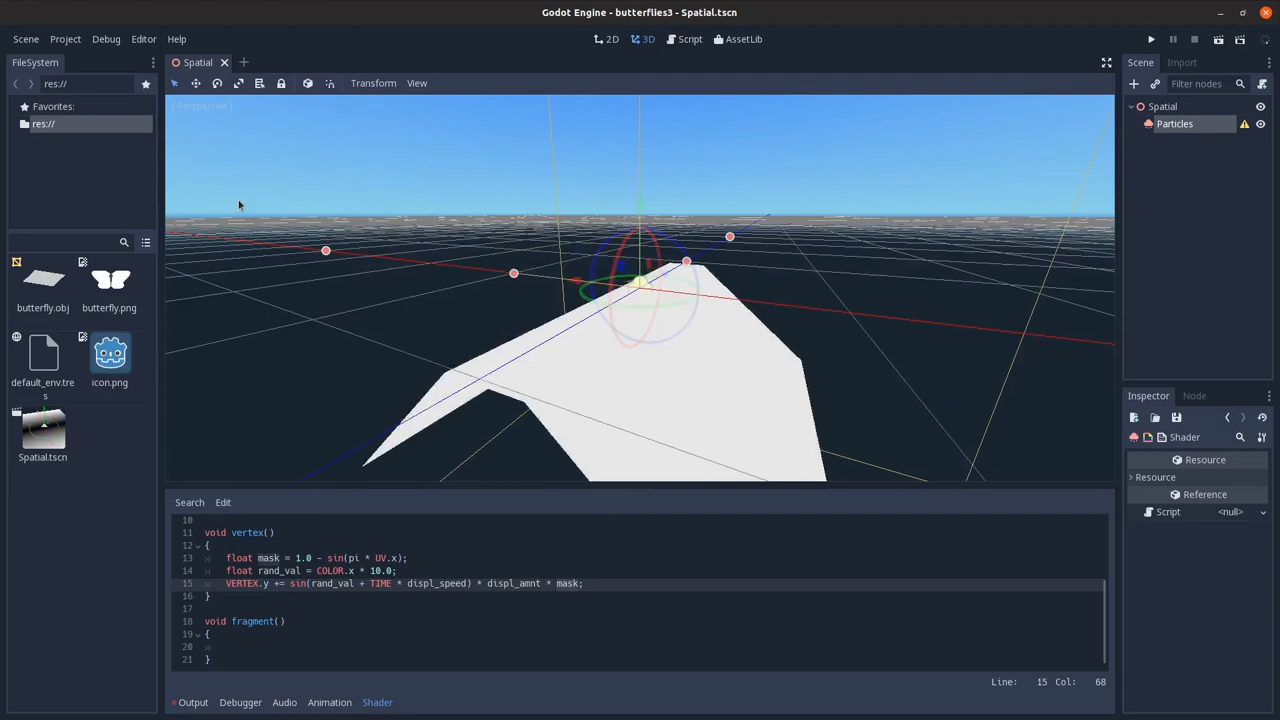 Godot Engine - butterflies3 - Spatial.tscn
Scene Project Debug Editor Help
2D 3D Script AssetLib
FileSystem
Spatial
Scene Import
res://
Transform View
Filter nodes
Favorites:
res://
[ Perspective ]
Spatial
Particles
butterfly.obj butterfly.png
default_env.tre
s
icon.png
Spatial.tscn
Inspector Node
Shader
Resource
Resource
Reference
Script <null>
Search Edit
10
11 void vertex()
12 {
13 float mask = 1.0 - sin(pi * UV.x);
14 float rand_val = COLOR.x * 10.0;
15 VERTEX.y += sin(rand_val + TIME * displ_speed) * displ_amnt * mask;
16 }
17
18 void fragment()
19 {
20
21 }
Line: 15 Col: 68
Output Debugger Audio Animation Shader